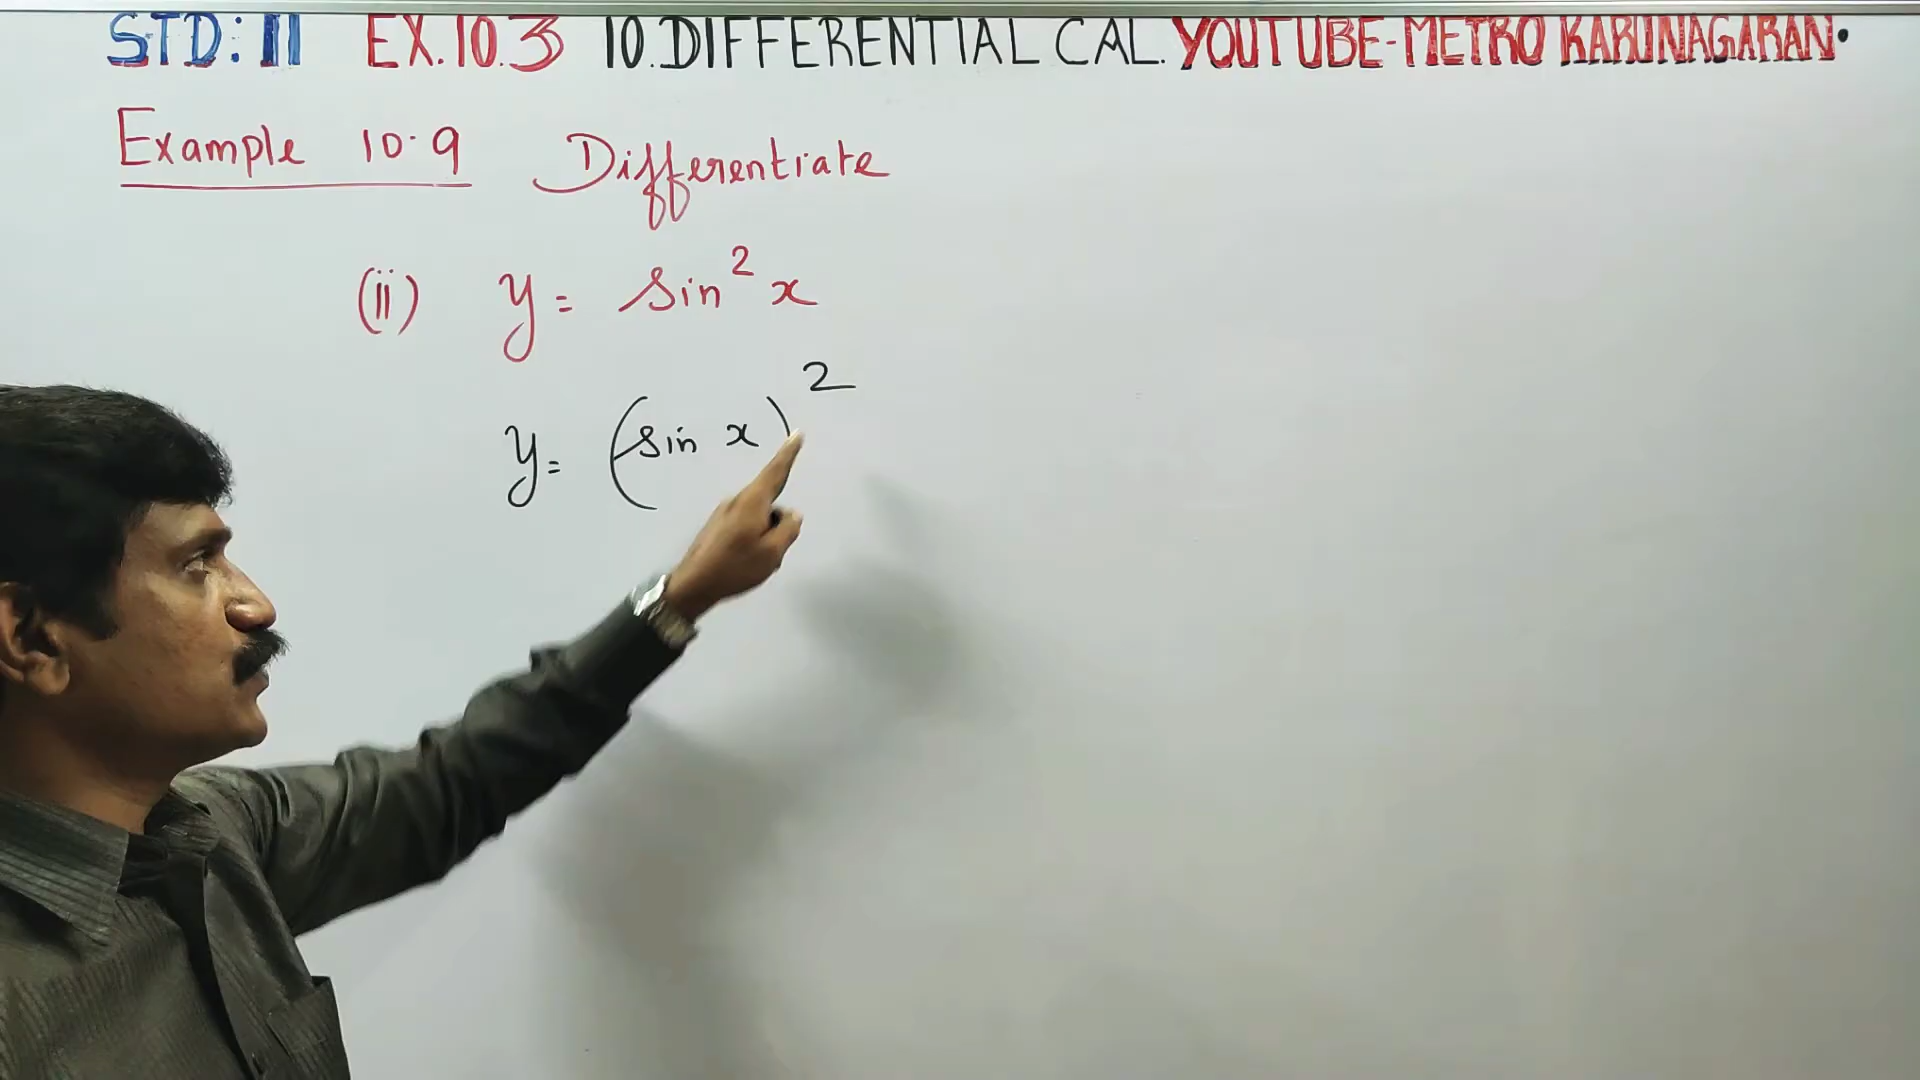 STD: 11 EX.10.3 10.DIFFERENTIAL CAL. YOUTUBE-METRO KARUNAGARAN.
Example 10.9 Differentiate
(ii) y = sin² x
y = (sin x)²